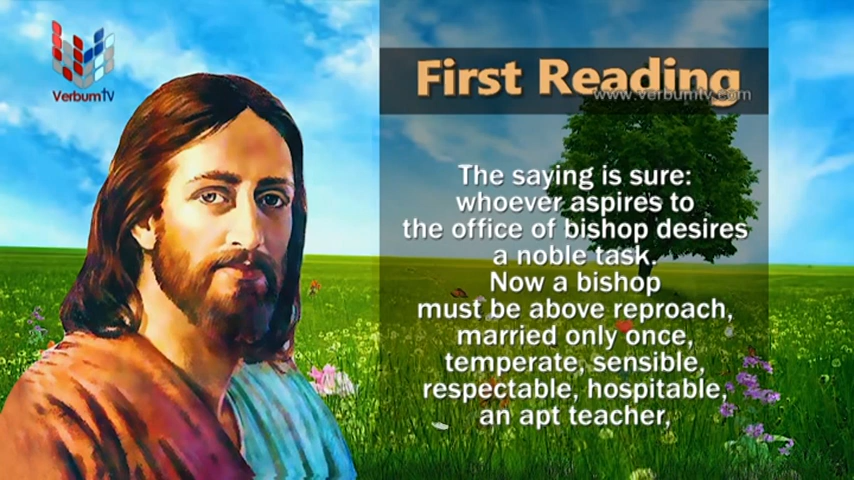 VerbumTV
First Reading
www.verbumtv.com
The saying is sure:
whoever aspires to
the office of bishop desires
a noble task.
Now a bishop
must be above reproach,
married only once,
temperate, sensible,
respectable, hospitable,
an apt teacher,